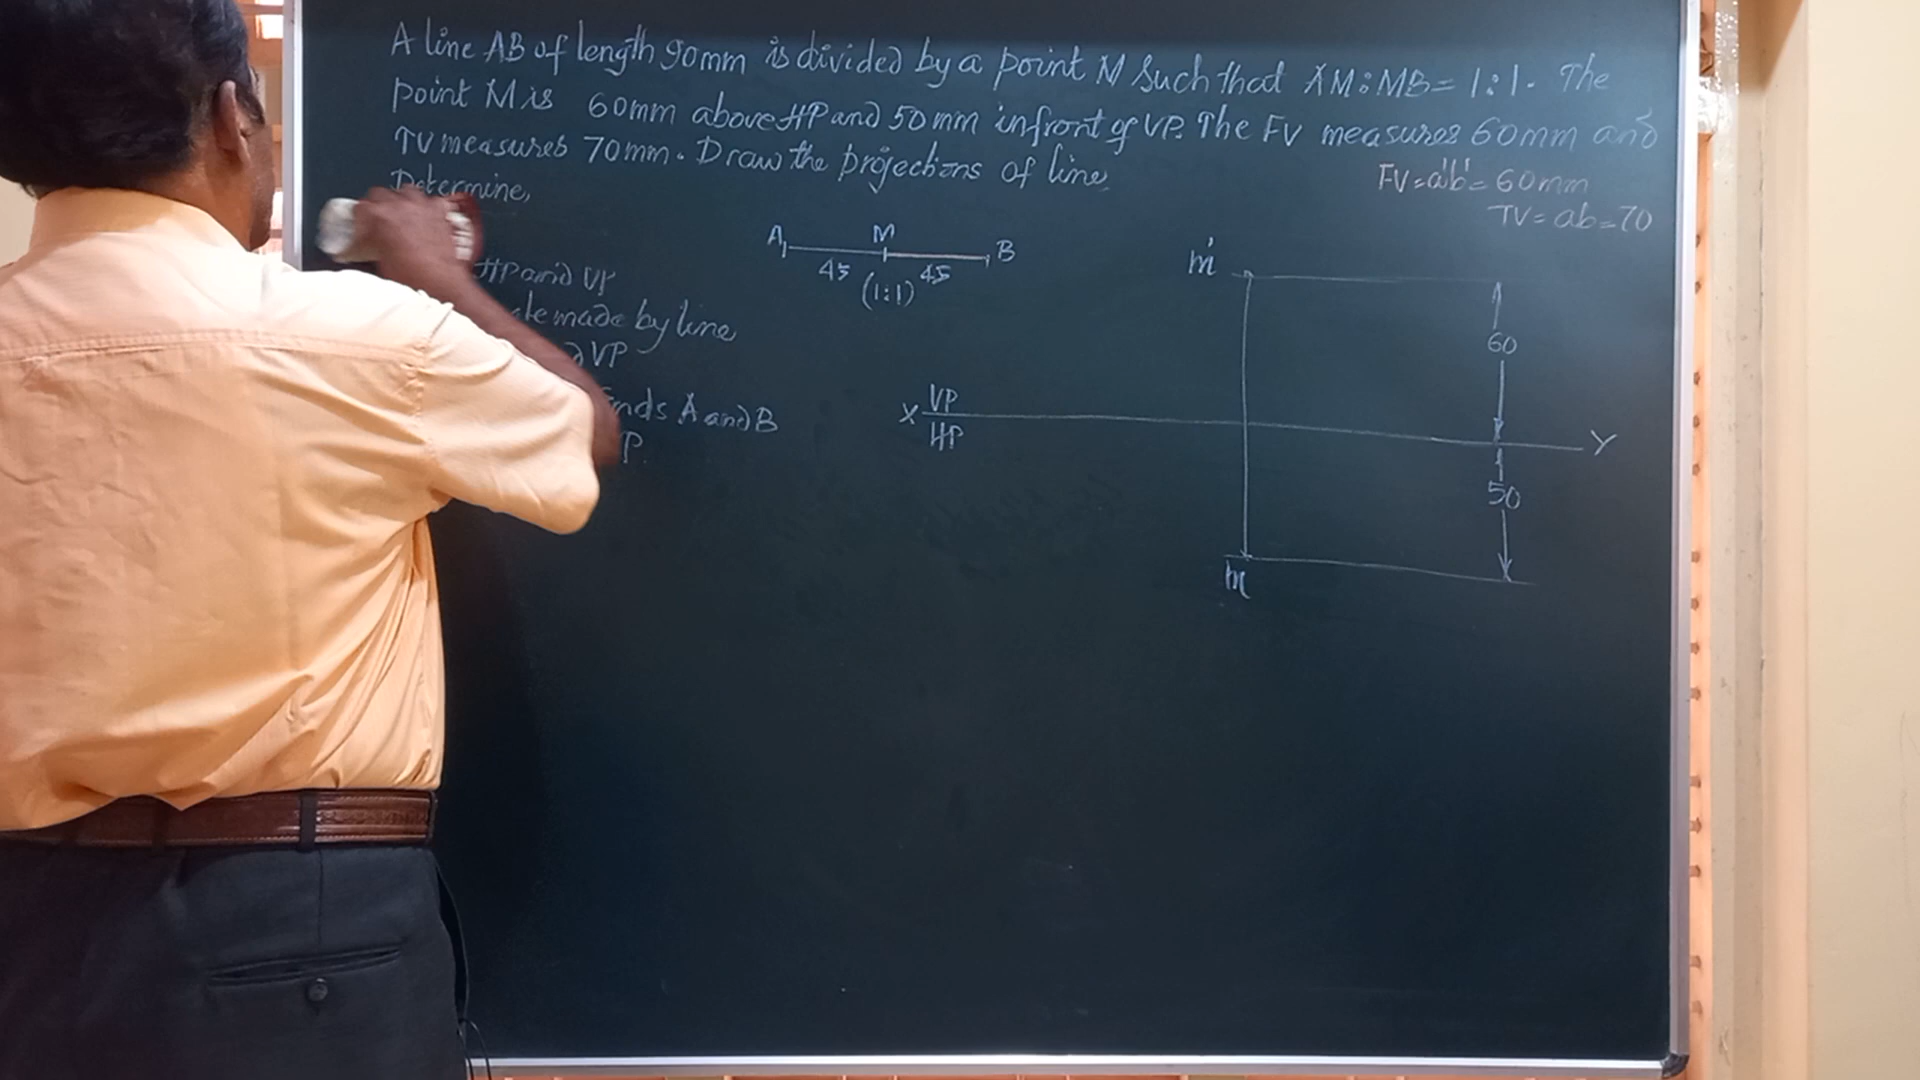 A line AB of length 90mm is divided by a point M Such that AM:MB= 1:1. The
point M is 60mm above HP and 50mm infront of VP. The FV measures 60mm and
TV measures 70mm. Draw the projections of line
Determine,
FV=a'b'=60mm
TV=ab=70
A M B
45 45
(1:1)
HP and VP
made by line
VP
Ends A and B
P.
m'
60
X VP
HP
Y
50
m